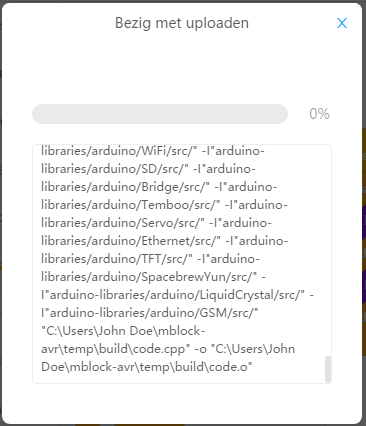 Bezig met uploaden
0%
libraries/arduino/WiFi/src/" -I"arduino-
libraries/arduino/SD/src/" -I"arduino-
libraries/arduino/Bridge/src/" -I"arduino-
libraries/arduino/Temboo/src/" -I"arduino-
libraries/arduino/Servo/src/" -I"arduino-
libraries/arduino/Ethernet/src/" -I"arduino-
libraries/arduino/TFT/src/" -I"arduino-
libraries/arduino/SpacebrewYun/src/" -
I"arduino-libraries/arduino/LiquidCrystal/src/" -
I"arduino-libraries/arduino/GSM/src/"
"C:\Users\John Doe\mblock-
avr\temp\build\code.cpp" -o "C:\Users\John
Doe\mblock-avr\temp\build\code.o"